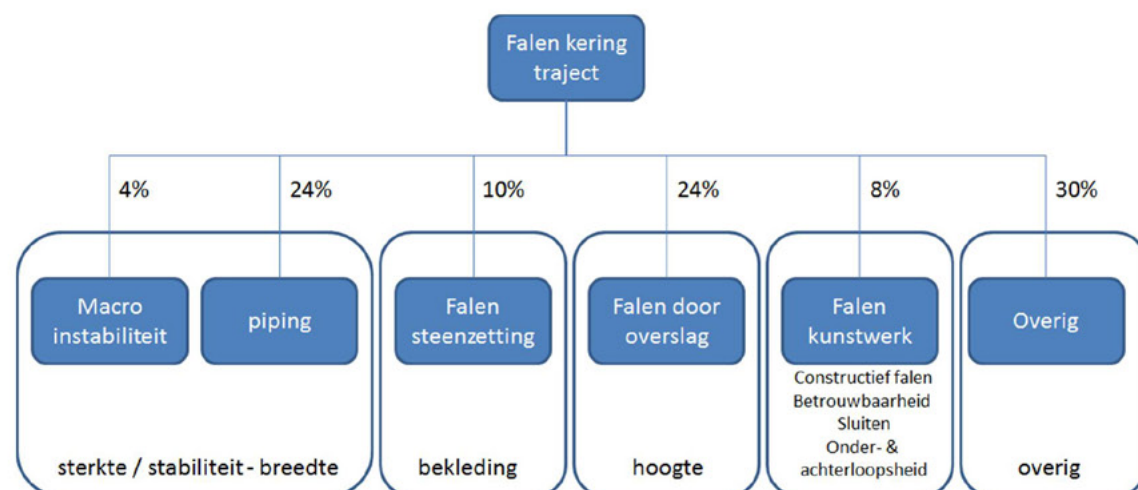 Falen kering
traject
4%
24%
10%
24%
8%
30%
Macro
instabiliteit
piping
Falen
steenzetting
Falen door
overslag
Falen
kunstwerk
Overig
Constructief falen
Betrouwbaarheid
Sluiten
Onder- &
achterloopsheid
sterkte / stabiliteit - breedte
bekleding
hoogte
overig